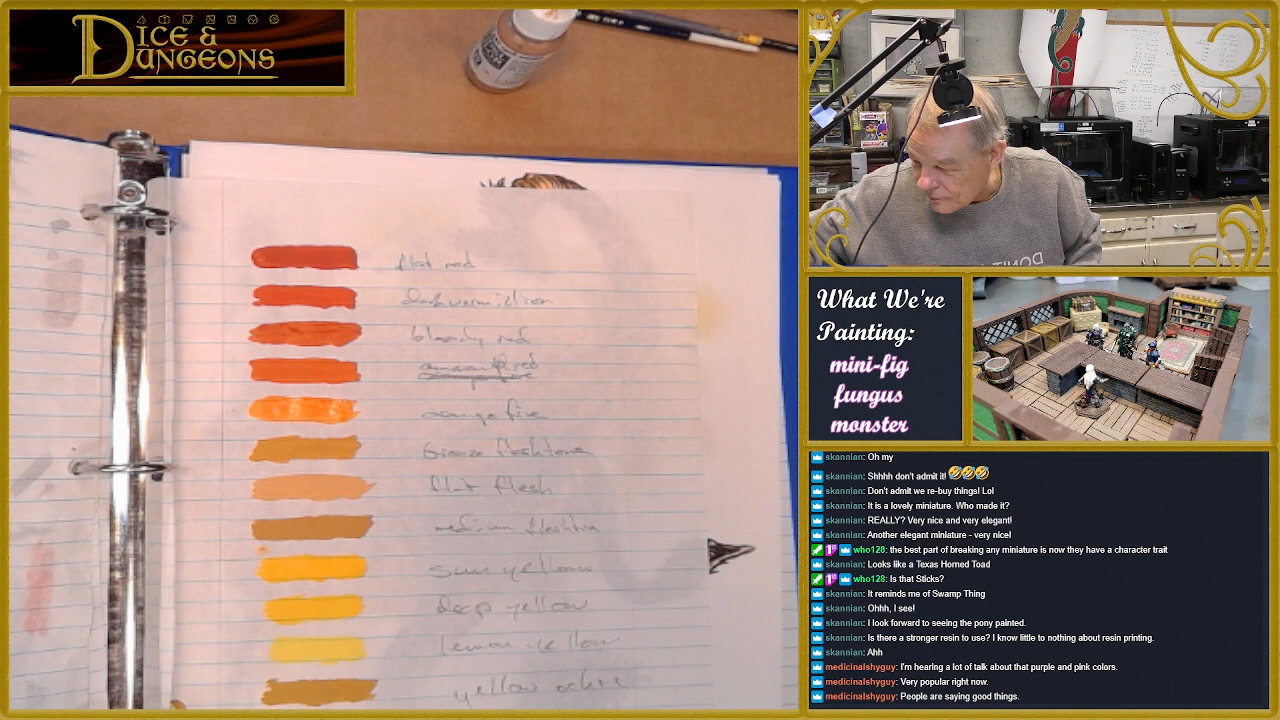 DICE &
DUNGEONS
flat red
dark vermillion
bloody red
orange fire
bronze fleshtone
flat flesh
medium fleshtone
sun yellow
deep yellow
lemon yellow
yellow ochre
What We're
Painting:
mini-fig
fungus
monster
skannian: Oh my
skannian: Shhhh don't admit it! 🤣🤣🤣
skannian: Don't admit we re-buy things! Lol
skannian: It is a lovely miniature. Who made it?
skannian: REALLY? Very nice and very elegant!
skannian: Another elegant miniature - very nice!
who128: the best part of breaking any miniature is now they have a character trait
skannian: Looks like a Texas Horned Toad
who128: Is that Sticks?
skannian: It reminds me of Swamp Thing
skannian: Ohhh, I see!
skannian: I look forward to seeing the pony painted.
skannian: Is there a stronger resin to use? I know little to nothing about resin printing.
skannian: Ahh
medicinalshyguy: I'm hearing a lot of talk about that purple and pink colors.
medicinalshyguy: Very popular right now.
medicinalshyguy: People are saying good things.